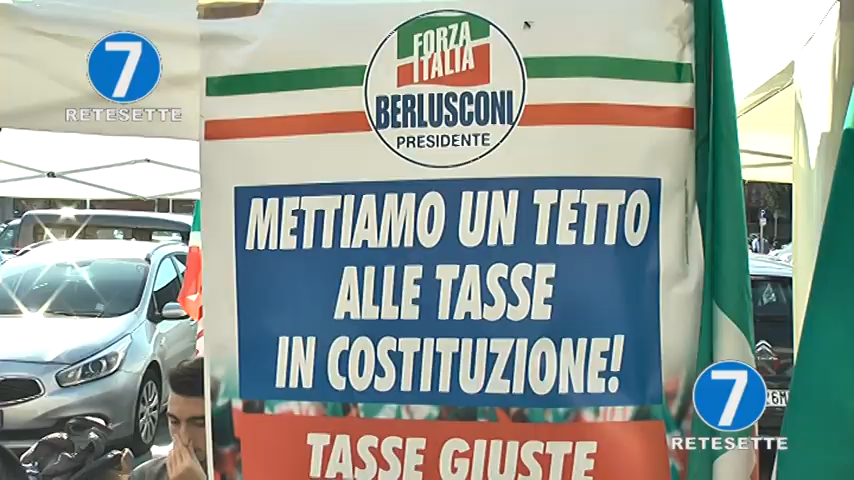 7
RETESETTE
FORZA
ITALIA
BERLUSCONI
PRESIDENTE
METTIAMO UN TETTO
ALLE TASSE
IN COSTITUZIONE!
TASSE GIUSTE
7
RETESETTE